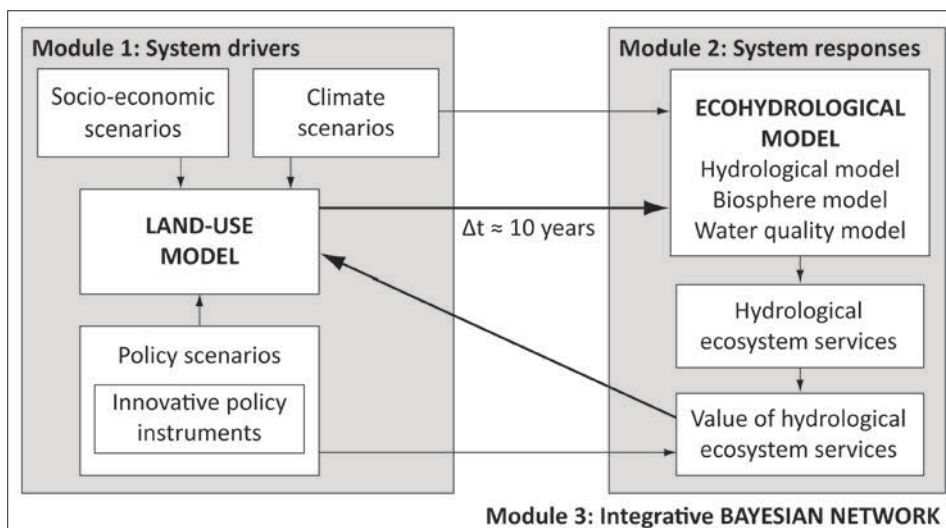 Module 1: System drivers
Socio-economic
scenarios
Climate
scenarios
LAND-USE
MODEL
Policy scenarios
Innovative policy
instruments
Δt ≈ 10 years
Module 2: System responses
ECOHYDROLOGICAL
MODEL
Hydrological model
Biosphere model
Water quality model
Hydrological
ecosystem services
Value of hydrological
ecosystem services
Module 3: Integrative BAYESIAN NETWORK